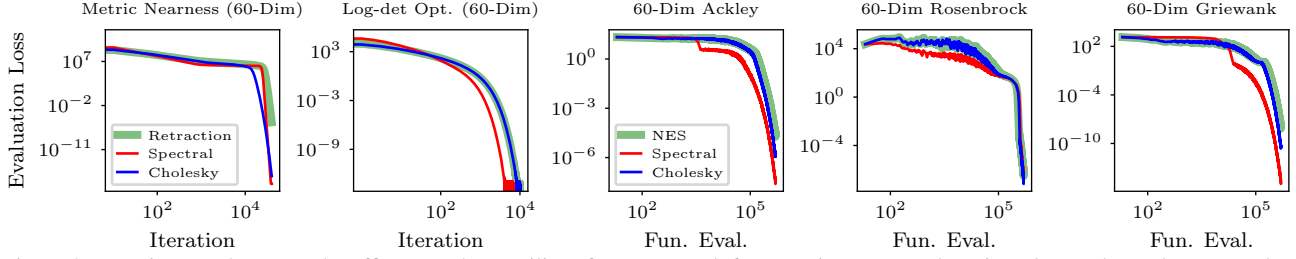 Metric Nearness (60-Dim)
Log-det Opt. (60-Dim)
60-Dim Ackley
60-Dim Rosenbrock
60-Dim Griewank
Evaluation Loss
10^7
10^-2
10^-11
Retraction
Spectral
Cholesky
10^2
10^4
Iteration
10^3
10^-3
10^-9
10^2
10^4
Iteration
10^0
10^-3
10^-6
NES
Spectral
Cholesky
10^2
10^5
Fun. Eval.
10^4
10^0
10^-4
10^2
10^5
Fun. Eval.
10^2
10^-4
10^-10
10^2
10^5
Fun. Eval.